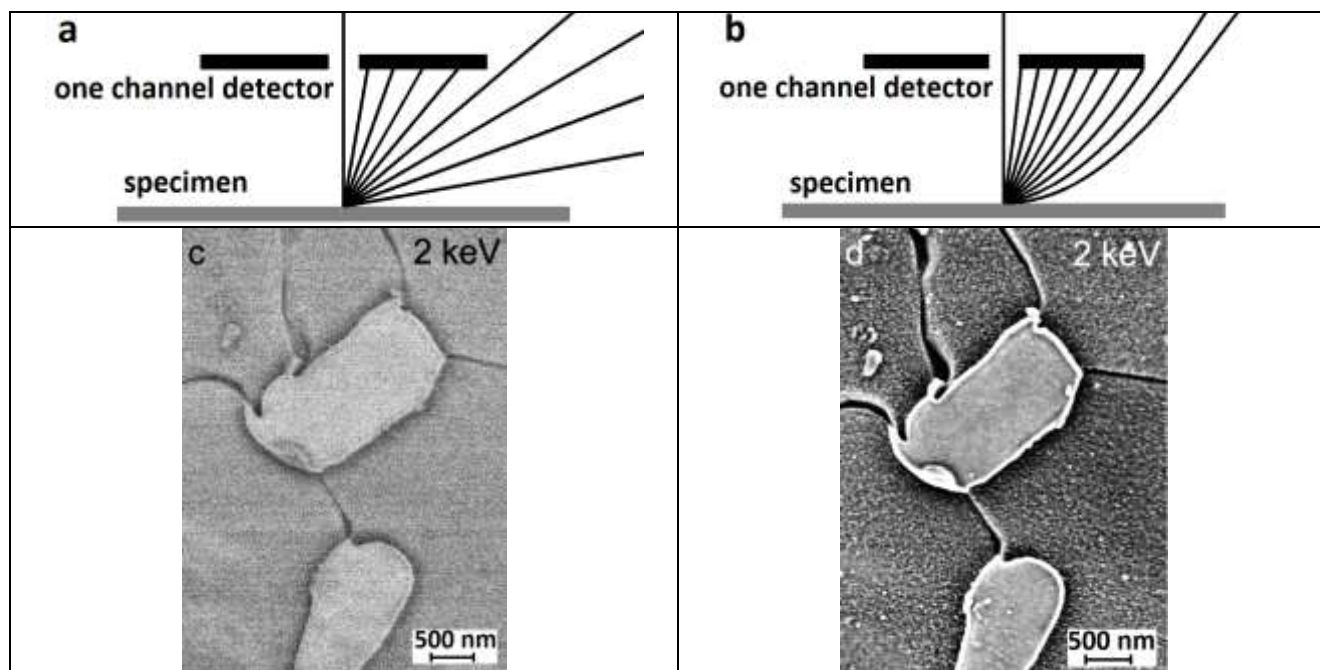 a
one channel detector
specimen
b
one channel detector
specimen
c 2 keV
500 nm
d 2 keV
500 nm